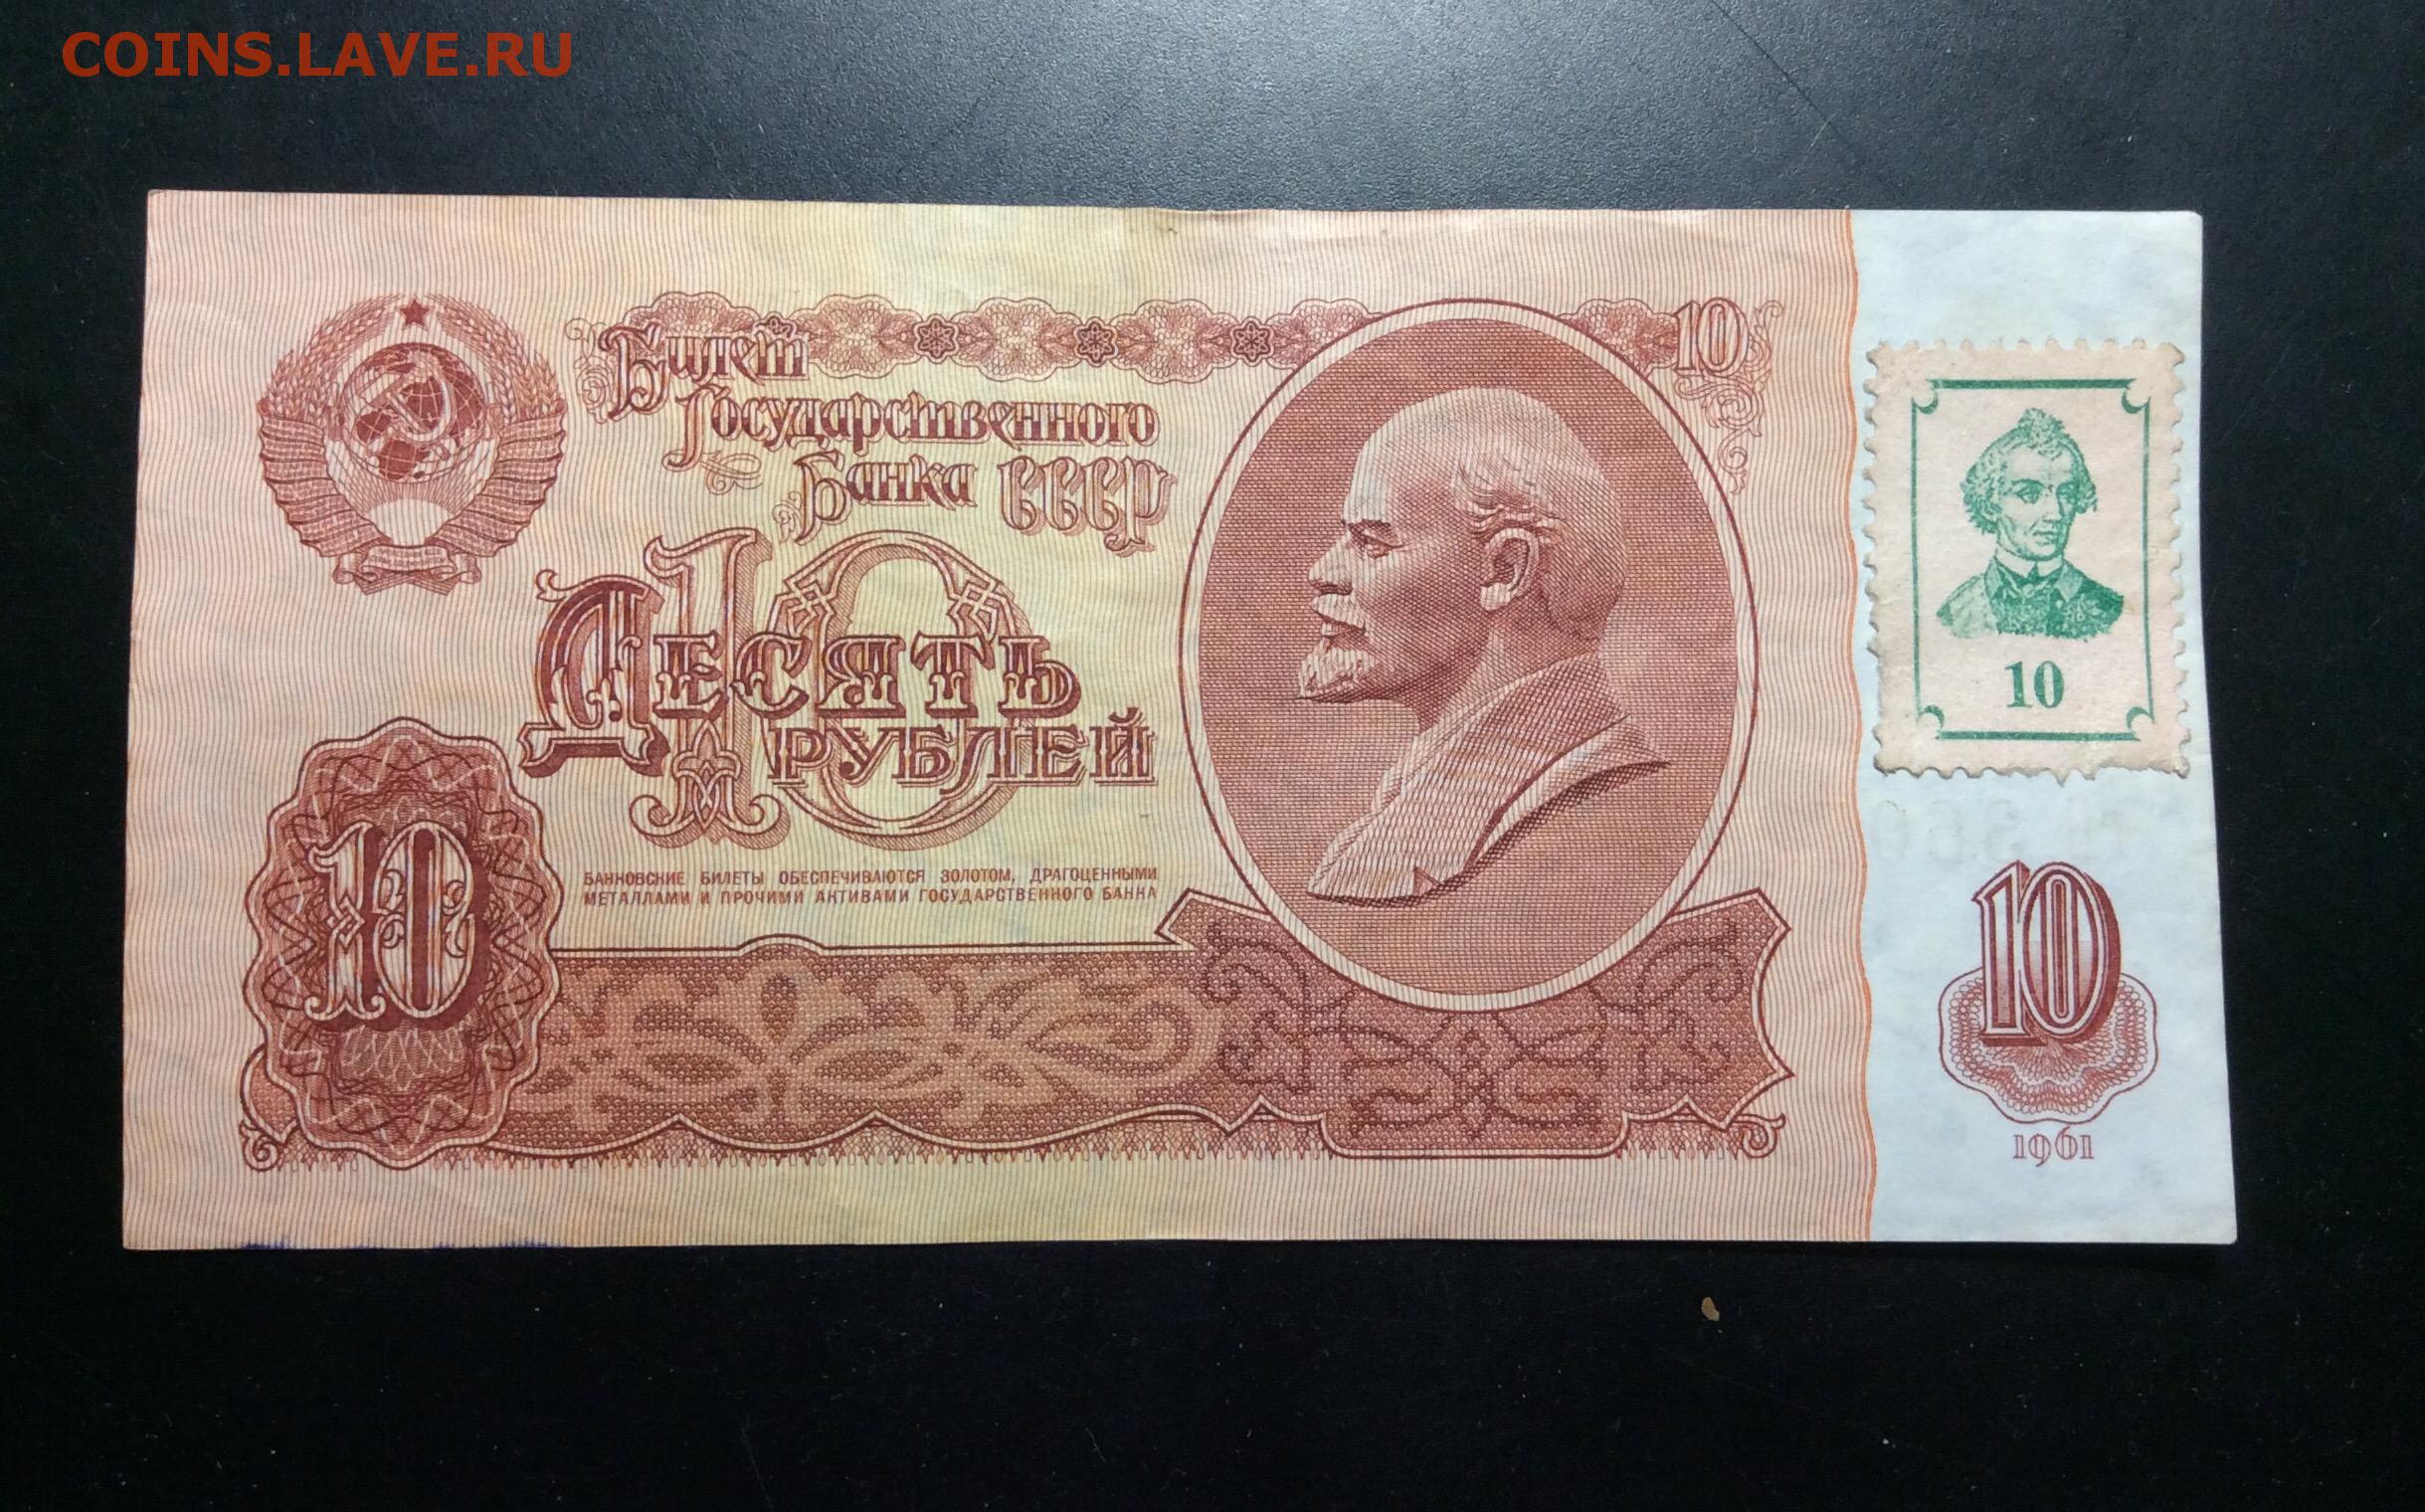 COINS.LAVE.RU
Билет
Государственного
Банка СССР
10
10
Десять
рублей
10
БАНКОВСКИЕ БИЛЕТЫ ОБЕСПЕЧИВАЮТСЯ ЗОЛОТОМ, ДРАГОЦЕННЫМИ
МЕТАЛЛАМИ И ПРОЧИМИ АКТИВАМИ ГОСУДАРСТВЕННОГО БАНКА
10
10
1961